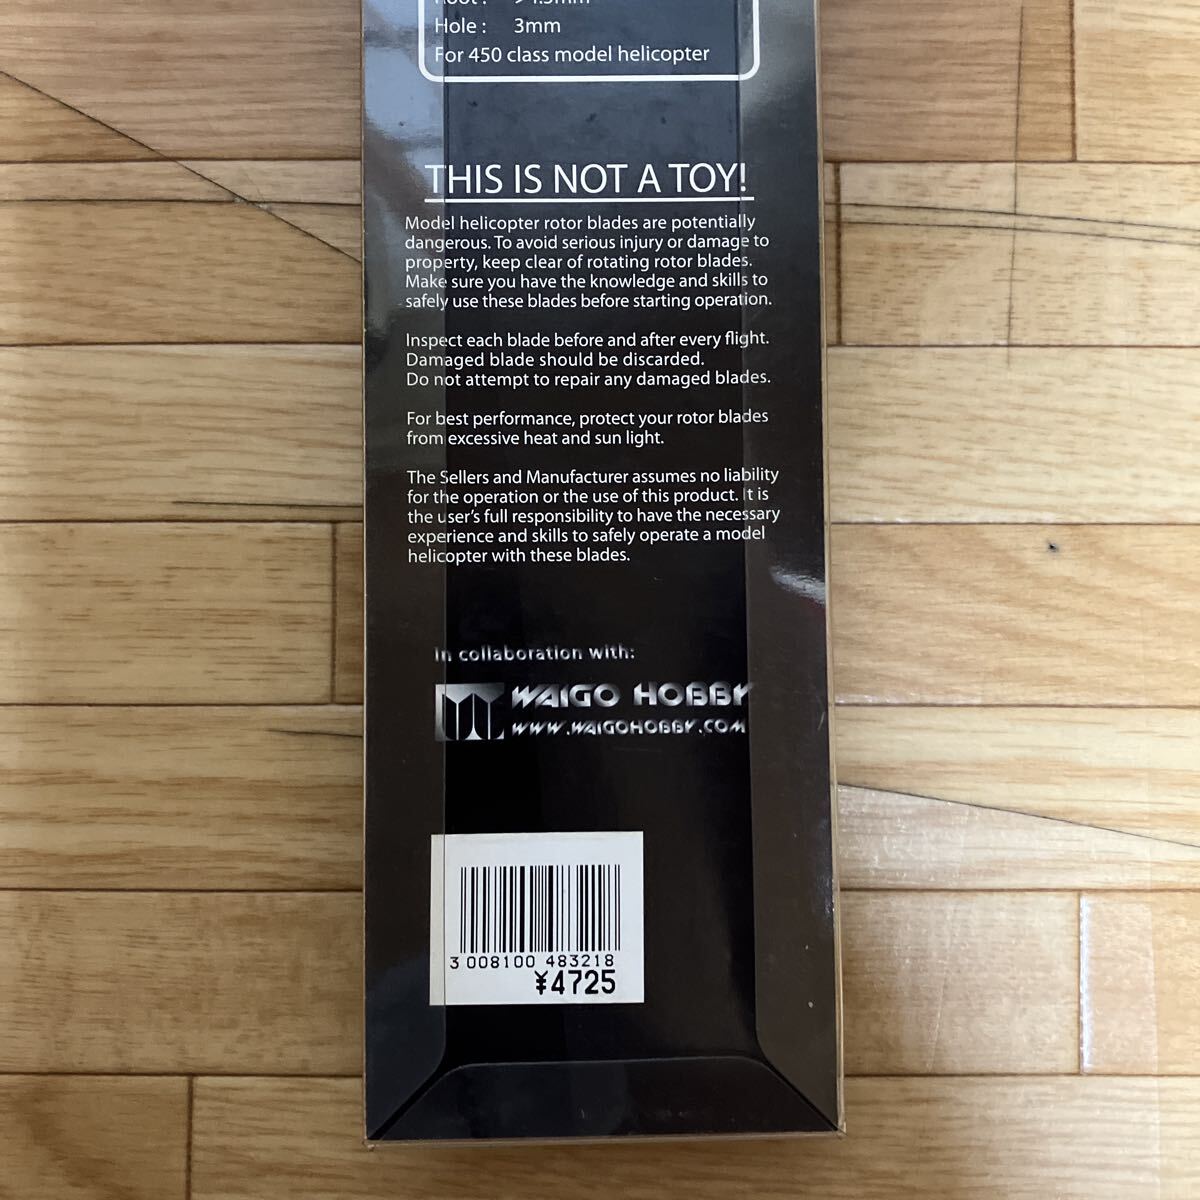 Hole : 3mm
For 450 class model helicopter
THIS IS NOT A TOY!
Model helicopter rotor blades are potentially
dangerous. To avoid serious injury or damage to
property, keep clear of rotating rotor blades.
Make sure you have the knowledge and skills to
safely use these blades before starting operation.
Inspect each blade before and after every flight.
Damaged blade should be discarded.
Do not attempt to repair any damaged blades.
For best performance, protect your rotor blades
from excessive heat and sun light.
The Sellers and Manufacturer assumes no liability
for the operation or the use of this product. It is
the user's full responsibility to have the necessary
experience and skills to safely operate a model
helicopter with these blades.
In collaboration with:
WAIGO HOBBY
WWW.WAIGOHOBBY.COM
3 008100 483218
¥4725